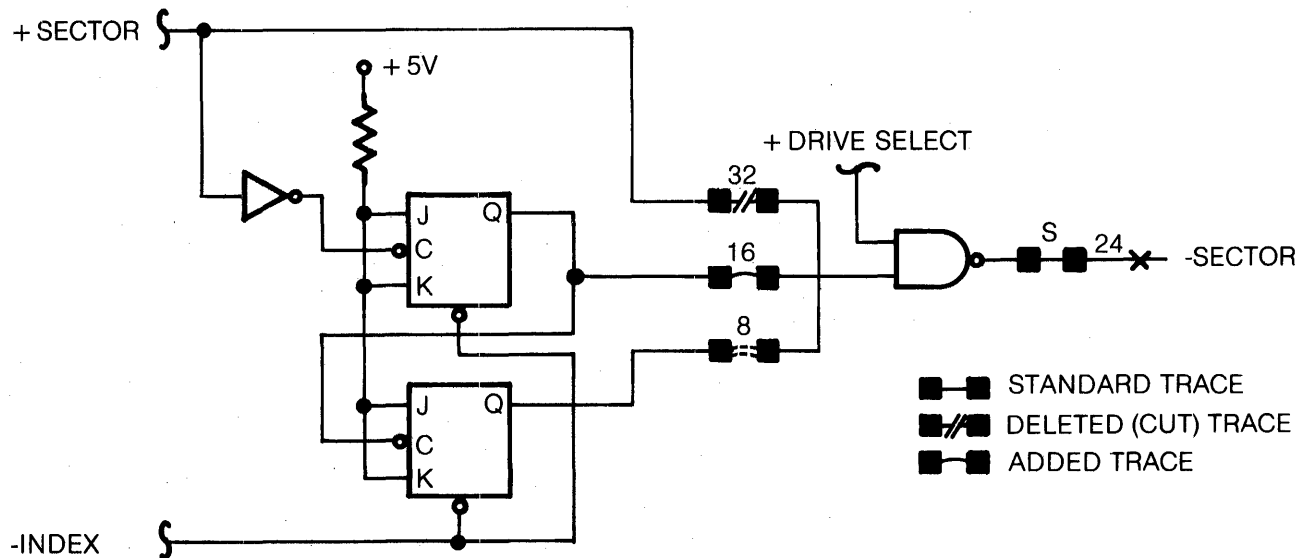 + SECTOR
+ 5V
+ DRIVE SELECT
32
J Q
C
K
16
S
24
-SECTOR
8
J Q
C
K
STANDARD TRACE
DELETED (CUT) TRACE
ADDED TRACE
-INDEX